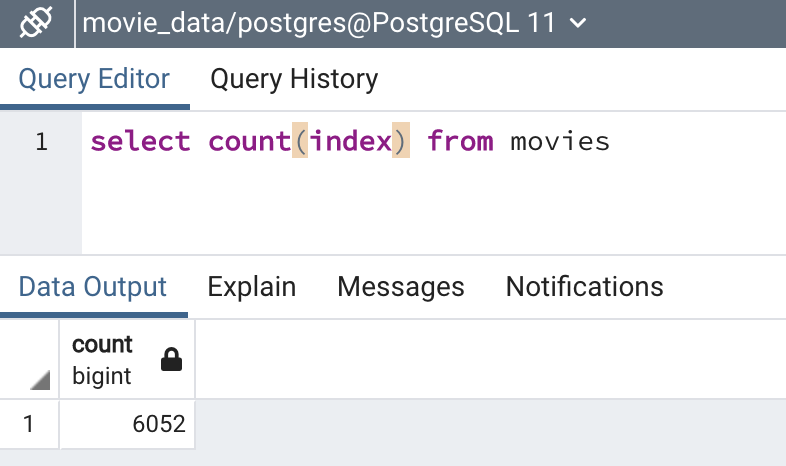 movie_data/postgres@PostgreSQL 11
Query Editor Query History
1 select count(index) from movies
Data Output Explain Messages Notifications
count
bigint
1 6052